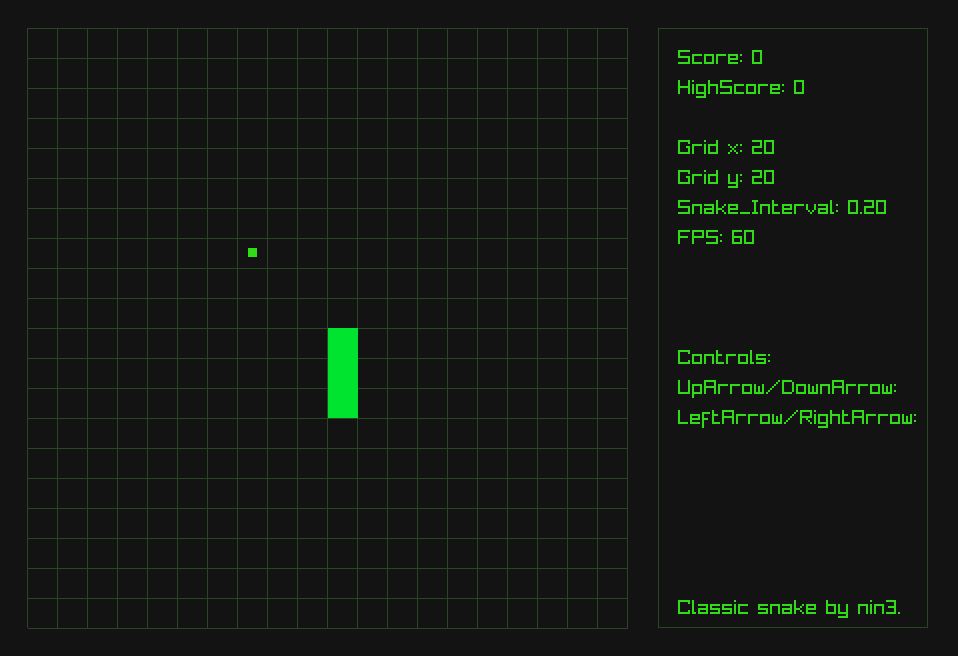 Score: 0
HighScore: 0
Grid x: 20
Grid y: 20
Snake_Interval: 0.20
FPS: 60
Controls:
UpArrow/DownArrow:
LeftArrow/RightArrow:
Classic snake by nin3.